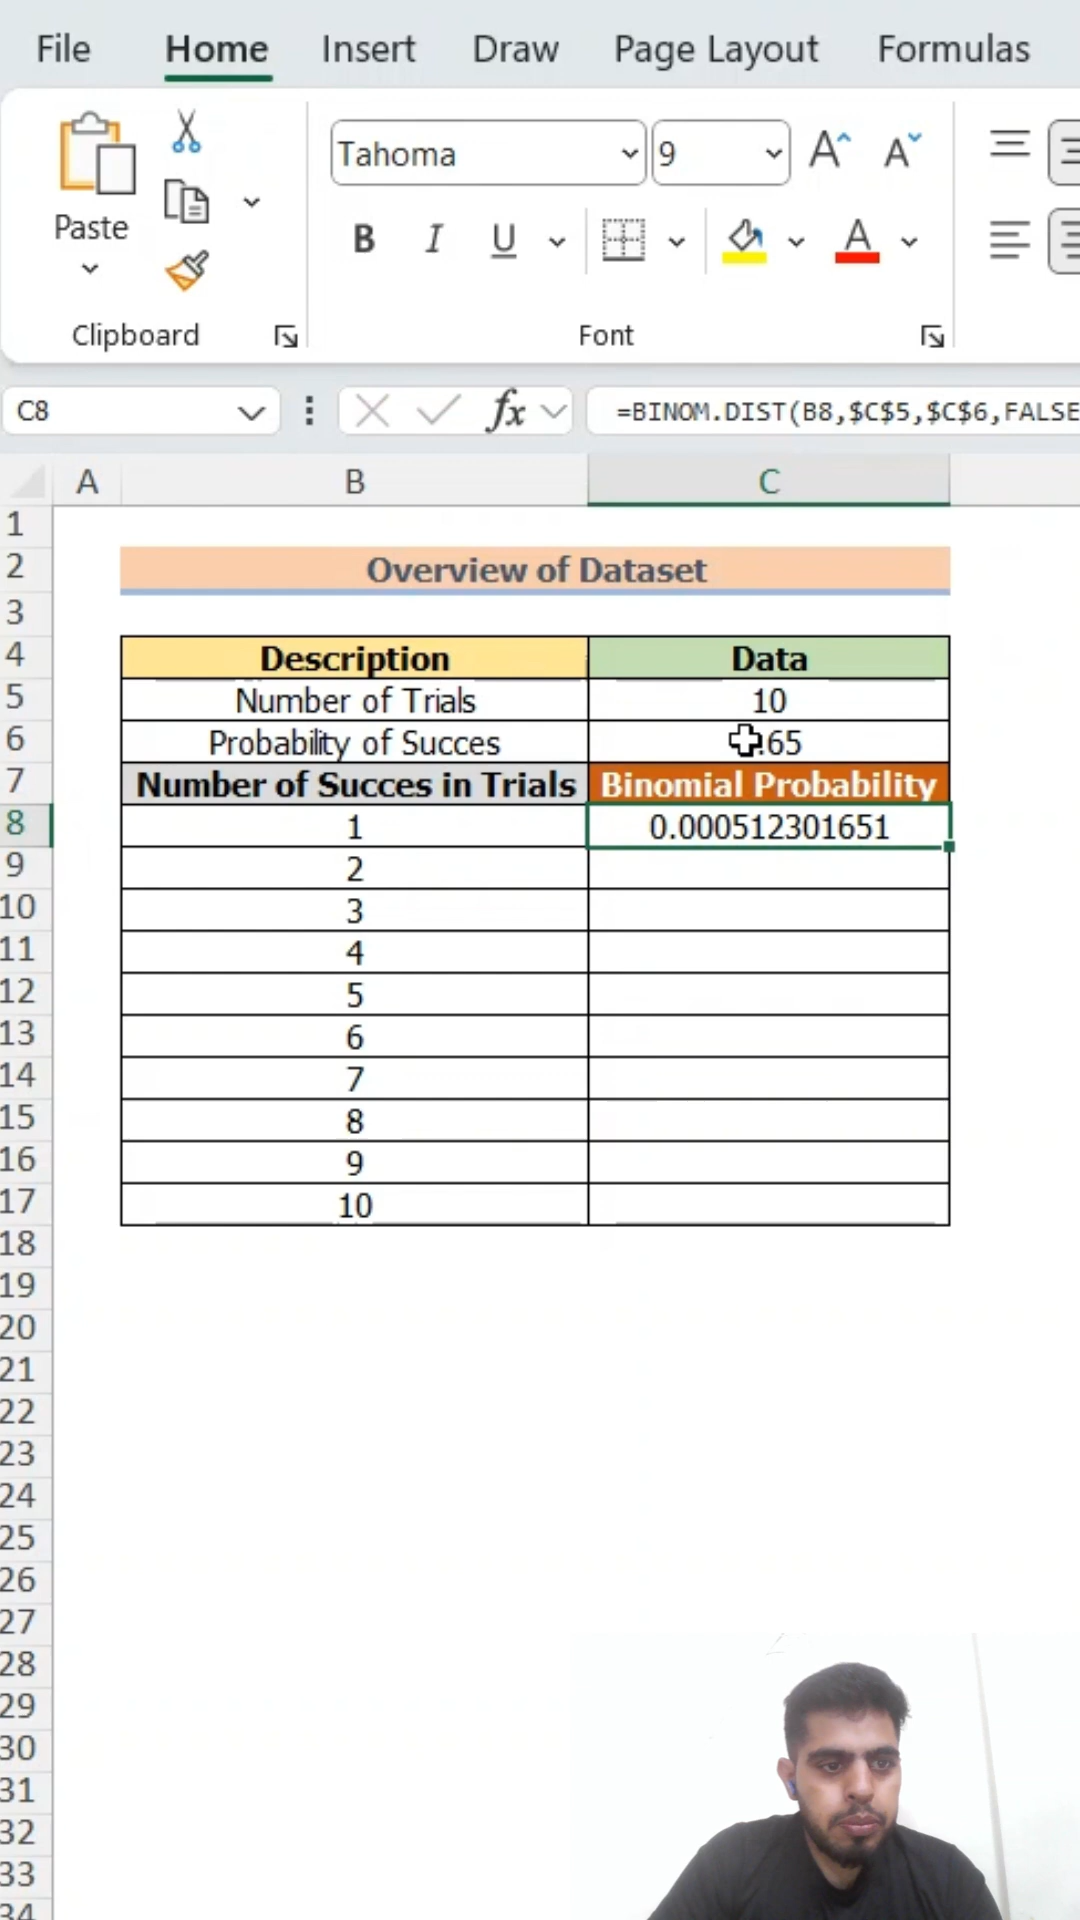 File Home Insert Draw Page Layout Formulas
Tahoma 9
Paste
B I U A
Clipboard Font
C8 fx =BINOM.DIST(B8,$C$5,$C$6,FALSE
A B C
1
2 Overview of Dataset
3
4 Description Data
5 Number of Trials 10
6 Probability of Succes .65
7 Number of Succes in Trials Binomial Probability
8 1 0.000512301651
9 2
10 3
11 4
12 5
13 6
14 7
15 8
16 9
17 10
18
19
20
21
22
23
24
25
26
27
28
29
30
31
32
33
34